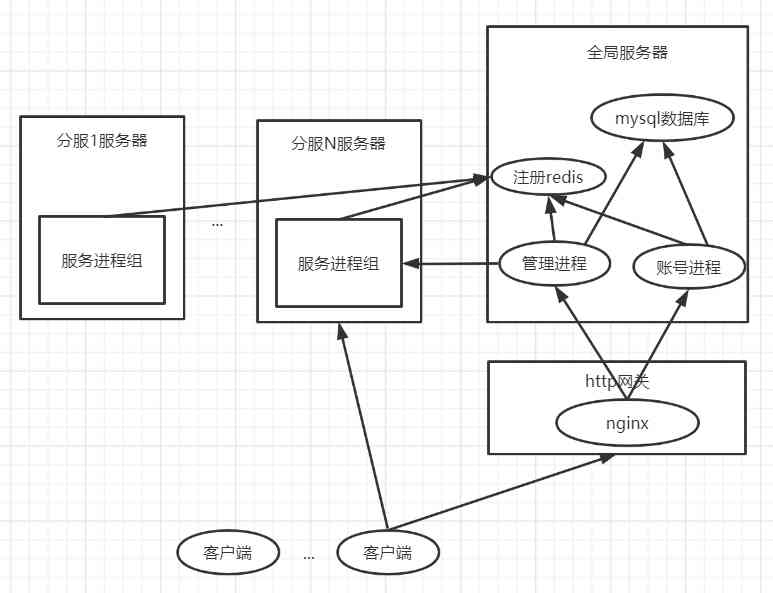 全局服务器
mysql数据库
分服1服务器
分服N服务器
注册redis
...
服务进程组
服务进程组
管理进程
账号进程
http网关
nginx
客户端
...
客户端